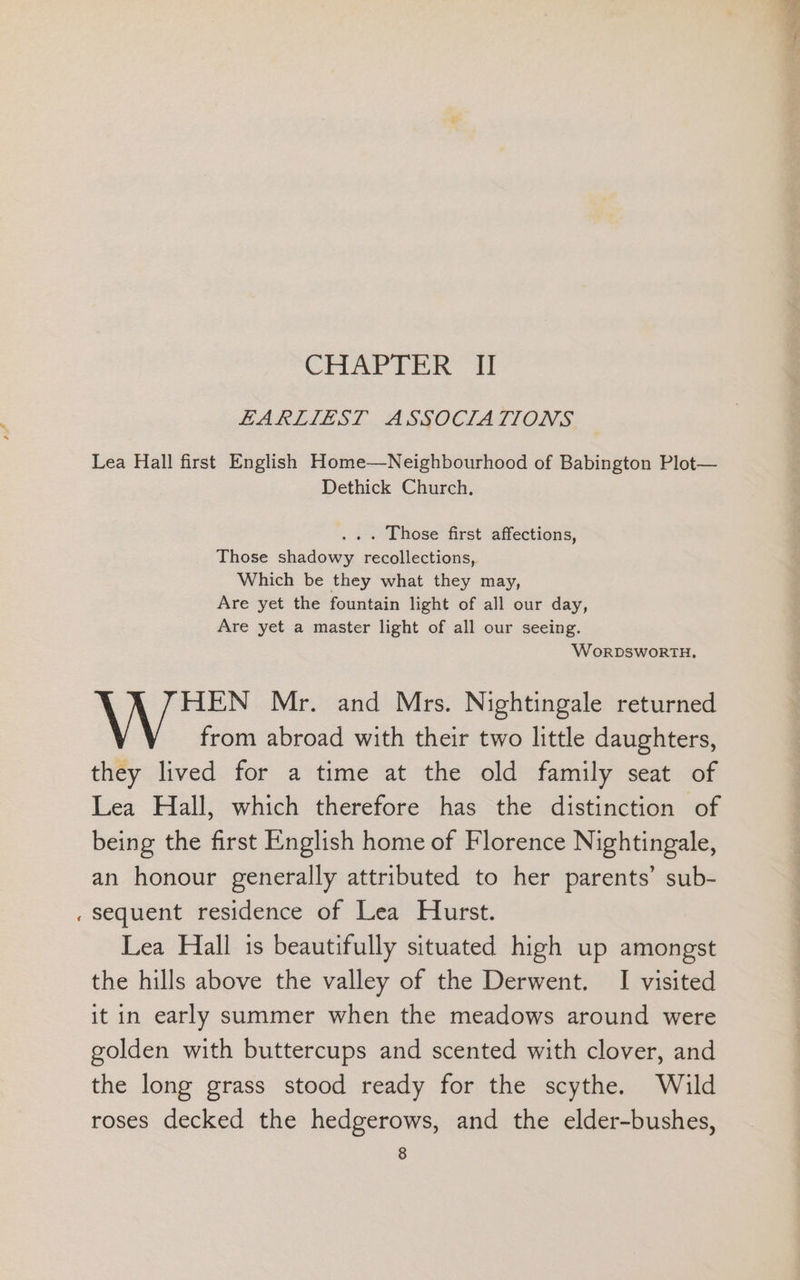 CHAPTER II
EARLIEST ASSOCIATIONS
Lea Hall first English Home—Neighbourhood of Babington Plot—
Dethick Church.
. . . Those first affections,
Those shadowy recollections,
Which be they what they may,
Are yet the fountain light of all our day,
Are yet a master light of all our seeing.
WORDSWORTH.
WHEN Mr. and Mrs. Nightingale returned
from abroad with their two little daughters,
they lived for a time at the old family seat of
Lea Hall, which therefore has the distinction of
being the first English home of Florence Nightingale,
an honour generally attributed to her parents’ sub-
sequent residence of Lea Hurst.
Lea Hall is beautifully situated high up amongst
the hills above the valley of the Derwent. I visited
it in early summer when the meadows around were
golden with buttercups and scented with clover, and
the long grass stood ready for the scythe. Wild
roses decked the hedgerows, and the elder-bushes,
8